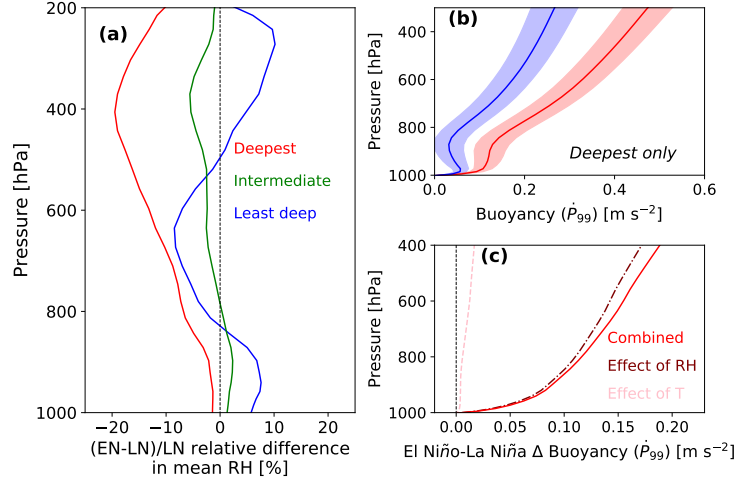 (a)
200
400
600
800
1000
Pressure [hPa]
Deepest
Intermediate
Least deep
−20
−10
0
10
20
(EN-LN)/LN relative difference
in mean RH [%]
(b)
400
600
800
1000
Pressure [hPa]
Deepest only
0.0
0.2
0.4
0.6
Buoyancy (Ṗ₉₉) [m s⁻²]
(c)
400
600
800
1000
Pressure [hPa]
Combined
Effect of RH
Effect of T
0.00
0.05
0.10
0.15
0.20
El Niño-La Niña Δ Buoyancy (Ṗ₉₉) [m s⁻²]